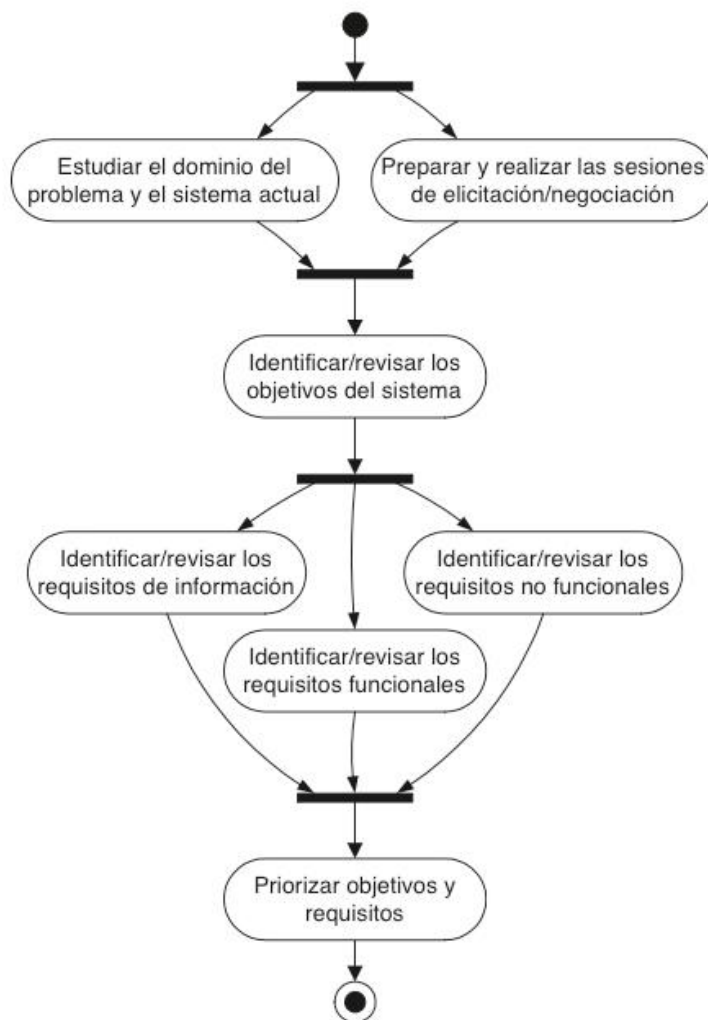 Estudiar el dominio del
problema y el sistema actual
Preparar y realizar las sesiones
de elicitación/negociación
Identificar/revisar los
objetivos del sistema
Identificar/revisar los
requisitos de información
Identificar/revisar los
requisitos no funcionales
Identificar/revisar los
requisitos funcionales
Priorizar objetivos y
requisitos